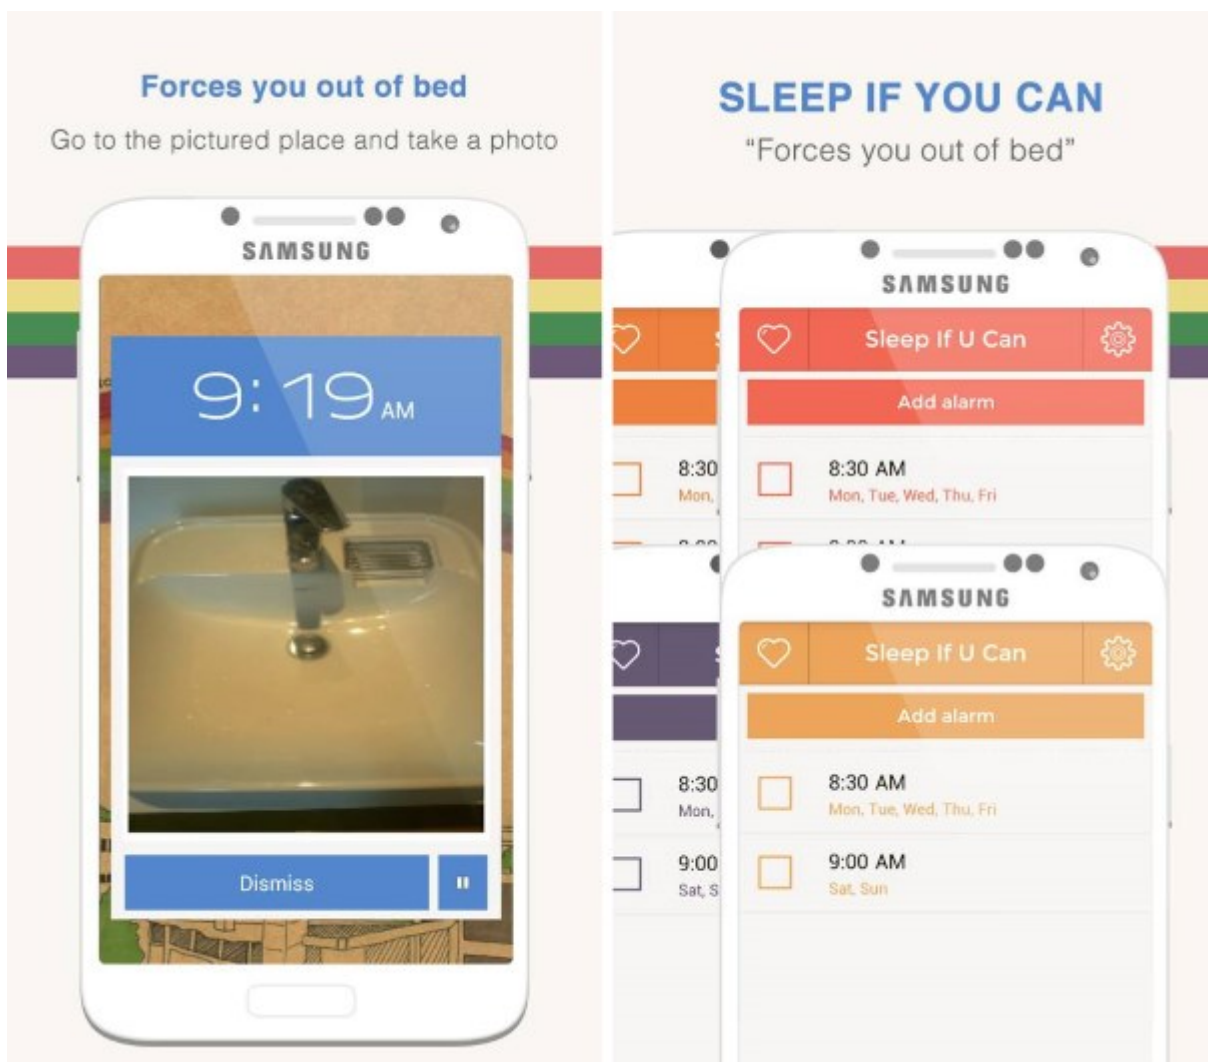 Forces you out of bed
Go to the pictured place and take a photo
SAMSUNG
9:19 AM
Dismiss
SLEEP IF YOU CAN
“Forces you out of bed”
SAMSUNG
Sleep If U Can
Add alarm
8:30
Mon,
8:30 AM
Mon, Tue, Wed, Thu, Fri
SAMSUNG
Sleep If U Can
Add alarm
8:30
Mon,
9:00
Sat, S
8:30 AM
Mon, Tue, Wed, Thu, Fri
9:00 AM
Sat, Sun